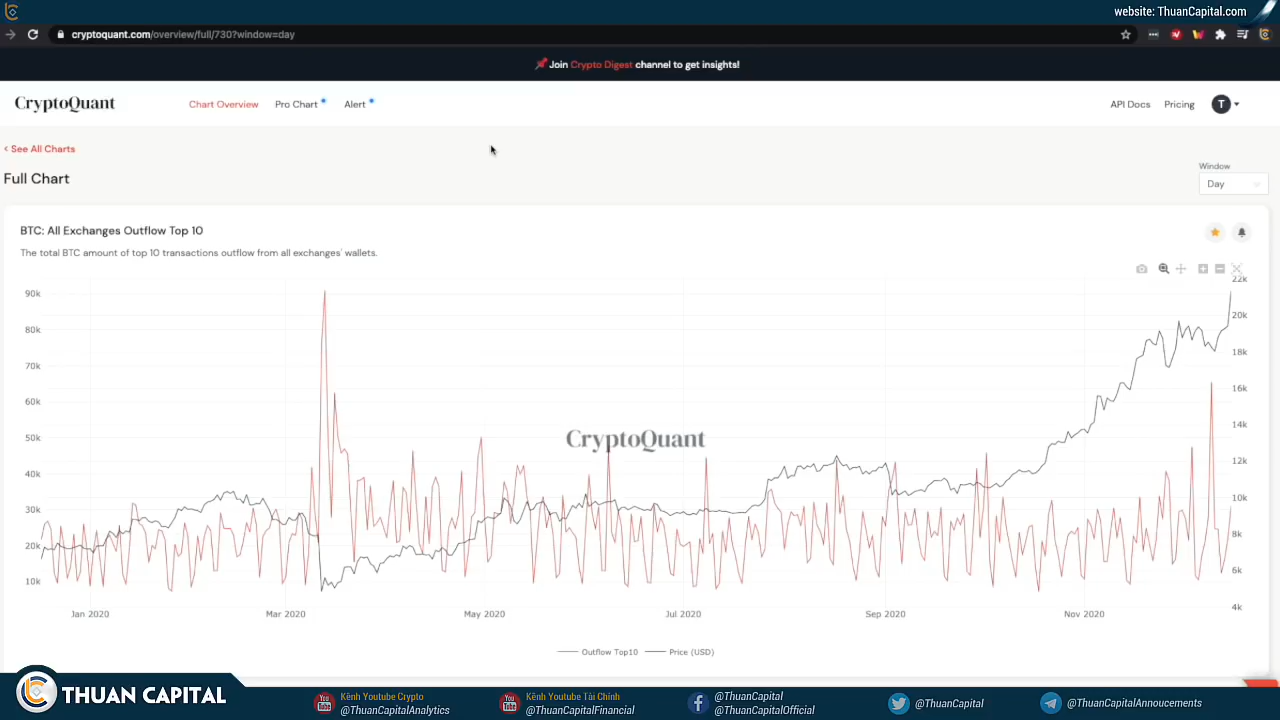 website: ThuanCapital.com
cryptoquant.com/overview/full/730?window=day
Join Crypto Digest channel to get insights!
CryptoQuant
Chart Overview
Pro Chart
Alert
API Docs
Pricing
T
< See All Charts
Full Chart
Window
Day
BTC: All Exchanges Outflow Top 10
The total BTC amount of top 10 transactions outflow from all exchanges' wallets.
90k
80k
70k
60k
50k
40k
30k
20k
10k
22k
20k
18k
16k
14k
12k
10k
8k
6k
4k
CryptoQuant
Jan 2020
Mar 2020
May 2020
Jul 2020
Sep 2020
Nov 2020
Outflow Top10
Price (USD)
THUAN CAPITAL
You Tube
Kênh Youtube Crypto
@ThuanCapitalAnalytics
You Tube
Kênh Youtube Tài Chính
@ThuanCapitalFinancial
@ThuanCapital
@ThuanCapitalOfficial
@ThuanCapital
@ThuanCapitalAnnoucements